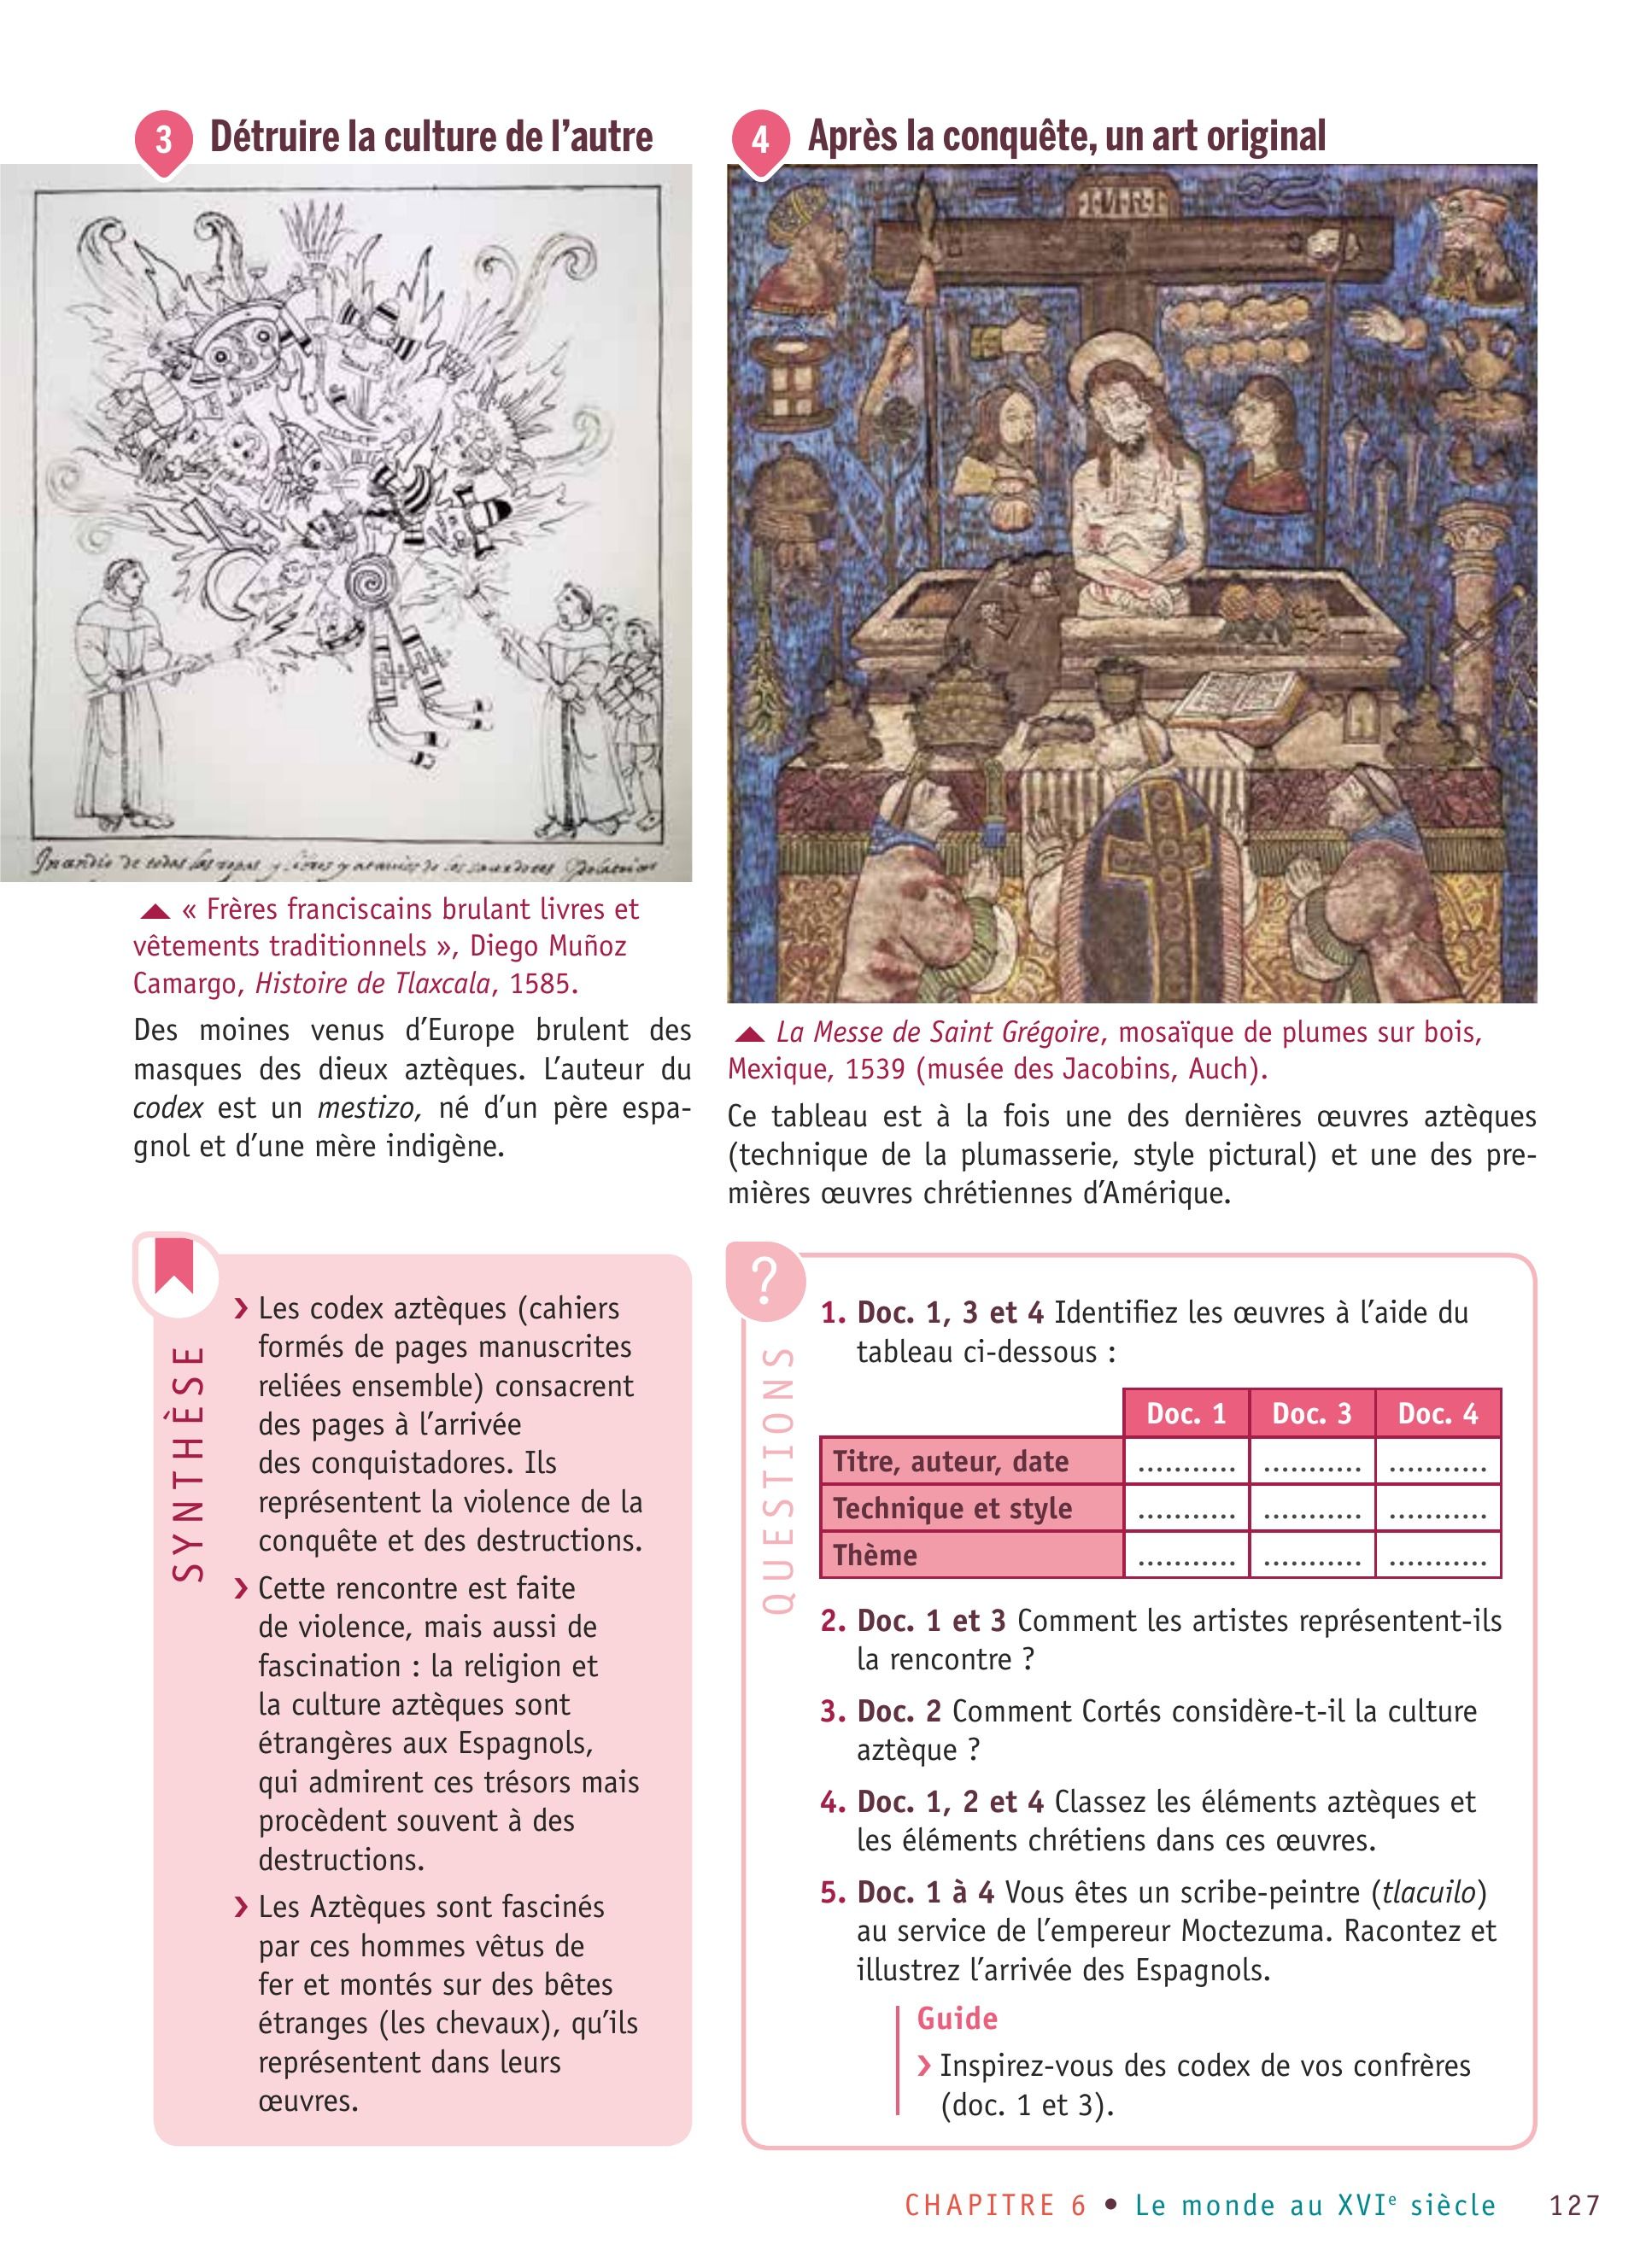 3 Détruire la culture de l'autre
Incendio de todas las ropas y libros y atauios de los sacerdotes ydolatricos
« Frères franciscains brulant livres et
vêtements traditionnels », Diego Muñoz
Camargo, Histoire de Tlaxcala, 1585.
Des moines venus d'Europe brulent des
masques des dieux aztèques. L'auteur du
codex est un mestizo, né d'un père espa-
gnol et d'une mère indigène.
4 Après la conquête, un art original
I·N·R·I
La Messe de Saint Grégoire, mosaïque de plumes sur bois,
Mexique, 1539 (musée des Jacobins, Auch).
Ce tableau est à la fois une des dernières œuvres aztèques
(technique de la plumasserie, style pictural) et une des pre-
mières œuvres chrétiennes d'Amérique.
SYNTHÈSE
› Les codex aztèques (cahiers
formés de pages manuscrites
reliées ensemble) consacrent
des pages à l'arrivée
des conquistadores. Ils
représentent la violence de la
conquête et des destructions.
› Cette rencontre est faite
de violence, mais aussi de
fascination : la religion et
la culture aztèques sont
étrangères aux Espagnols,
qui admirent ces trésors mais
procèdent souvent à des
destructions.
› Les Aztèques sont fascinés
par ces hommes vêtus de
fer et montés sur des bêtes
étranges (les chevaux), qu'ils
représentent dans leurs
œuvres.
?
QUESTIONS
1. Doc. 1, 3 et 4 Identifiez les œuvres à l'aide du
tableau ci-dessous :
Doc. 1 Doc. 3 Doc. 4
Titre, auteur, date ........... ........... ...........
Technique et style ........... ........... ...........
Thème ........... ........... ...........
2. Doc. 1 et 3 Comment les artistes représentent-ils
la rencontre ?
3. Doc. 2 Comment Cortés considère-t-il la culture
aztèque ?
4. Doc. 1, 2 et 4 Classez les éléments aztèques et
les éléments chrétiens dans ces œuvres.
5. Doc. 1 à 4 Vous êtes un scribe-peintre (tlacuilo)
au service de l'empereur Moctezuma. Racontez et
illustrez l'arrivée des Espagnols.
Guide
› Inspirez-vous des codex de vos confrères
(doc. 1 et 3).
CHAPITRE 6 • Le monde au XVIe siècle 127